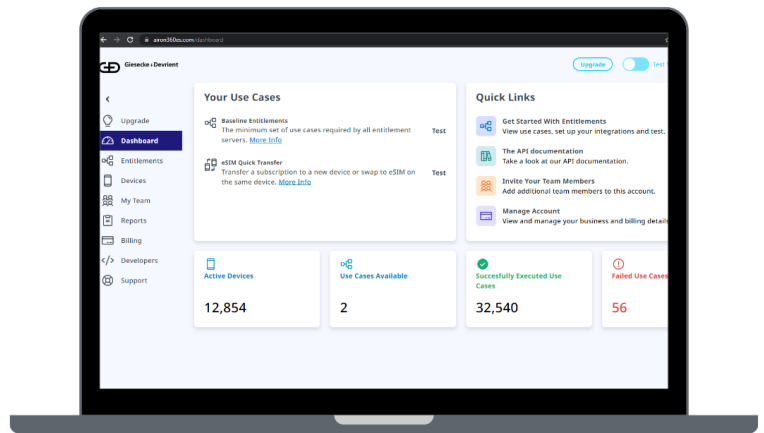 airon360es.com/dashboard
Giesecke+Devrient
Upgrade
Test
Upgrade
Dashboard
Entitlements
Devices
My Team
Reports
Billing
Developers
Support
Your Use Cases
Baseline Entitlements
The minimum set of use cases required by all entitlement
servers. More Info
Test
eSIM Quick Transfer
Transfer a subscription to a new device or swap to eSIM on
the same device. More Info
Test
Quick Links
Get Started With Entitlements
View use cases, set up your integrations and test.
The API documentation
Take a look at our API documentation.
Invite Your Team Members
Add additional team members to this account.
Manage Account
View and manage your business and billing details
Active Devices
12,854
Use Cases Available
2
Succesfully Executed Use
Cases
32,540
Failed Use Cases
56